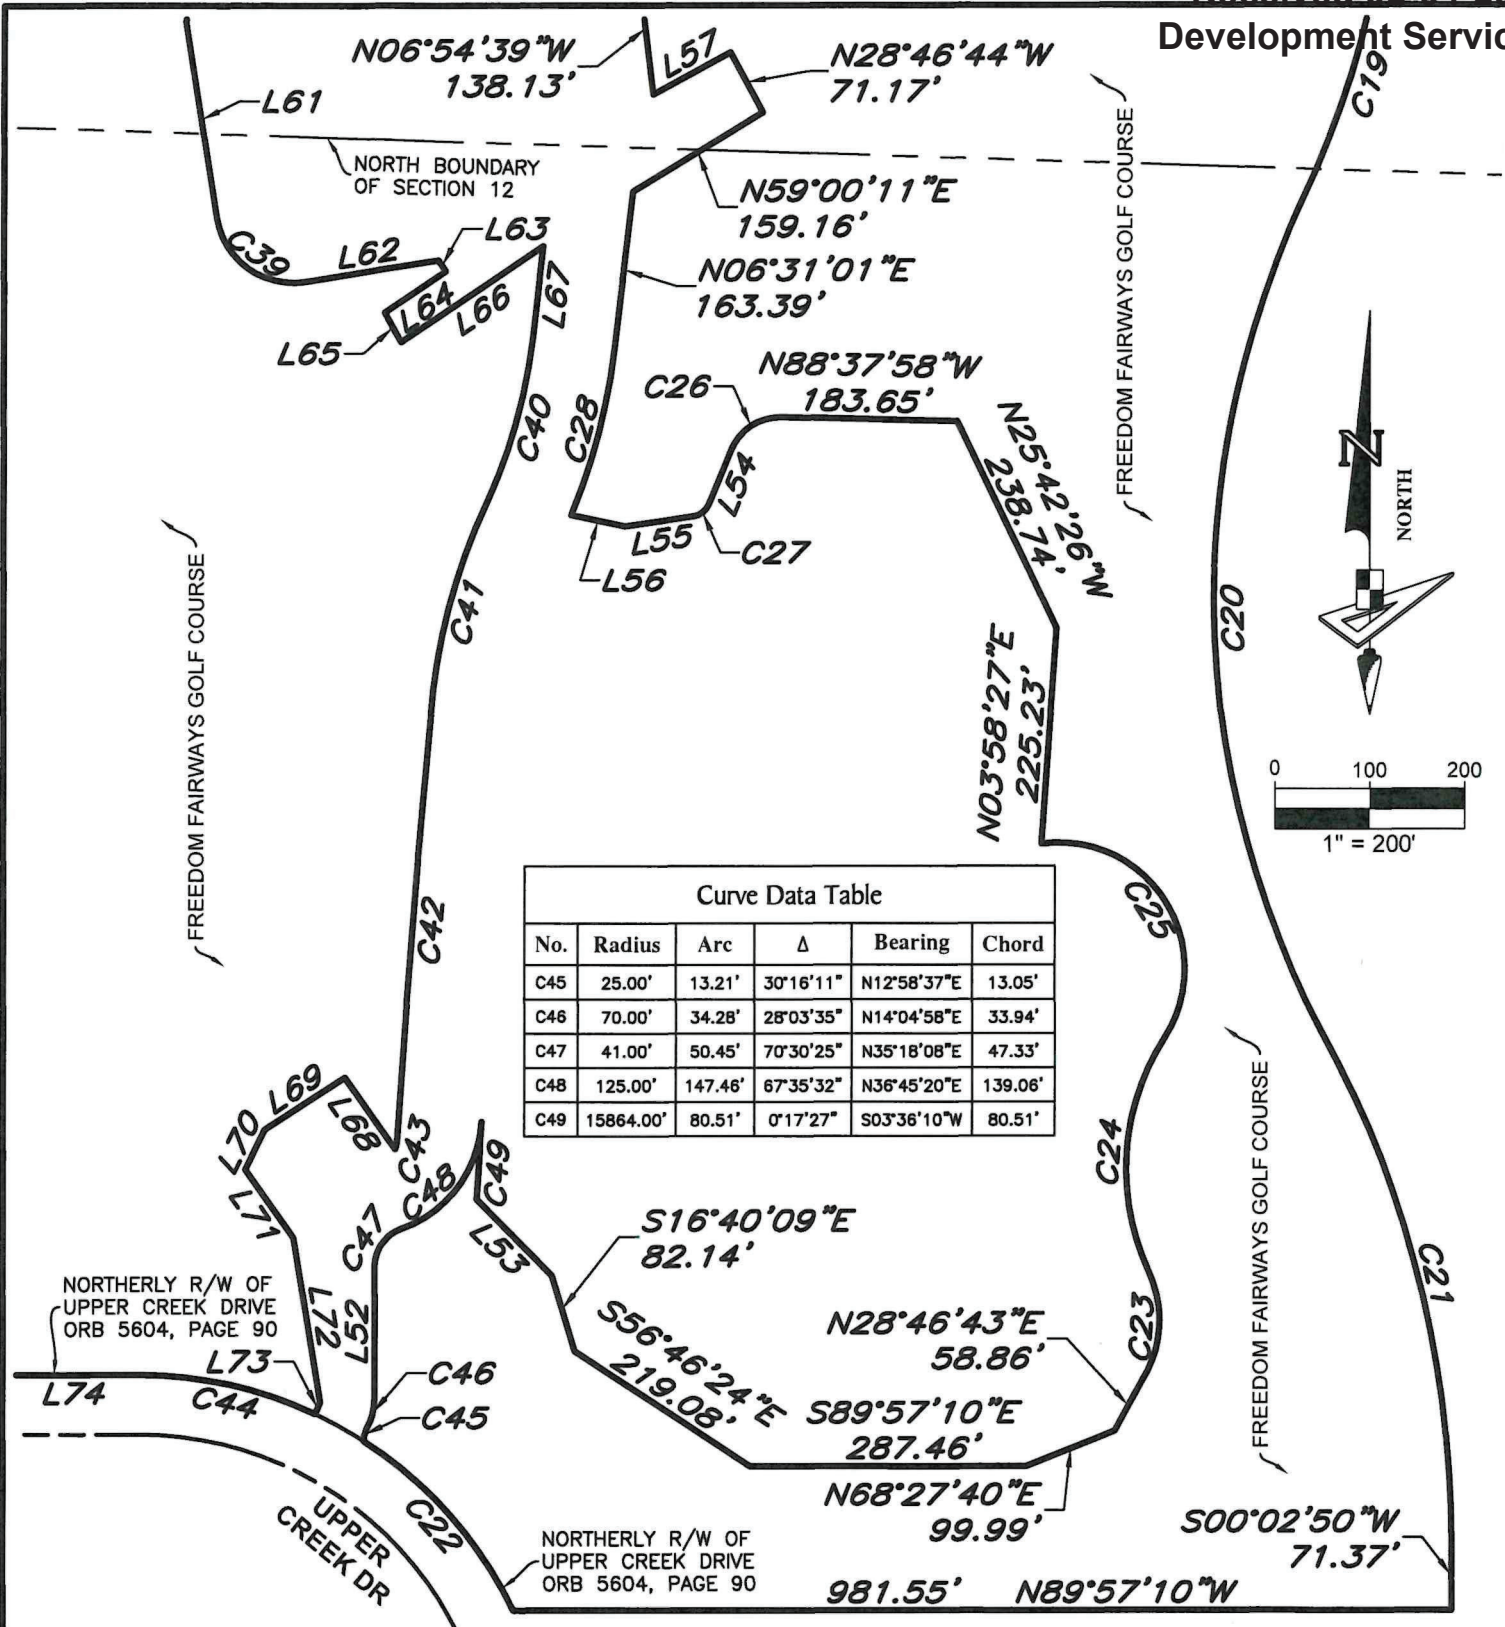 Development Servic
N06°54'39"W
138.13'
L57
N28°46'44"W
71.17'
C19
L61
NORTH BOUNDARY
OF SECTION 12
FREEDOM FAIRWAYS GOLF COURSE
N59°00'11"E
159.16'
C39
L62
L63
L64
L66
L67
L65
N06°31'01"E
163.39'
N88°37'58"W
183.65'
C26
C40
C28
N25°42'26"W
238.74'
L54
L55
C27
L56
N
NORTH
FREEDOM FAIRWAYS GOLF COURSE
C41
C20
N03°58'27"E
225.23'
0 100 200
1" = 200'
C42
C25
Curve Data Table
No. Radius Arc Δ Bearing Chord
C45 25.00' 13.21' 30°16'11" N12°58'37"E 13.05'
C46 70.00' 34.28' 28°03'35" N14°04'58"E 33.94'
C47 41.00' 50.45' 70°30'25" N35°18'08"E 47.33'
C48 125.00' 147.46' 67°35'32" N36°45'20"E 139.06'
C49 15864.00' 80.51' 0°17'27" S03°36'10"W 80.51'
L69
L68
L70
L71
C43
C48
C49
C47
L53
C24
FREEDOM FAIRWAYS GOLF COURSE
S16°40'09"E
82.14'
C21
NORTHERLY R/W OF
UPPER CREEK DRIVE
ORB 5604, PAGE 90
L72
L52
S56°46'24"E
219.08'
N28°46'43"E
58.86'
C23
L73
L74
C44
C46
C45
S89°57'10"E
287.46'
N68°27'40"E
99.99'
C22
UPPER
CREEK DR
NORTHERLY R/W OF
UPPER CREEK DRIVE
ORB 5604, PAGE 90
S00°02'50"W
71.37'
981.55' N89°57'10"W